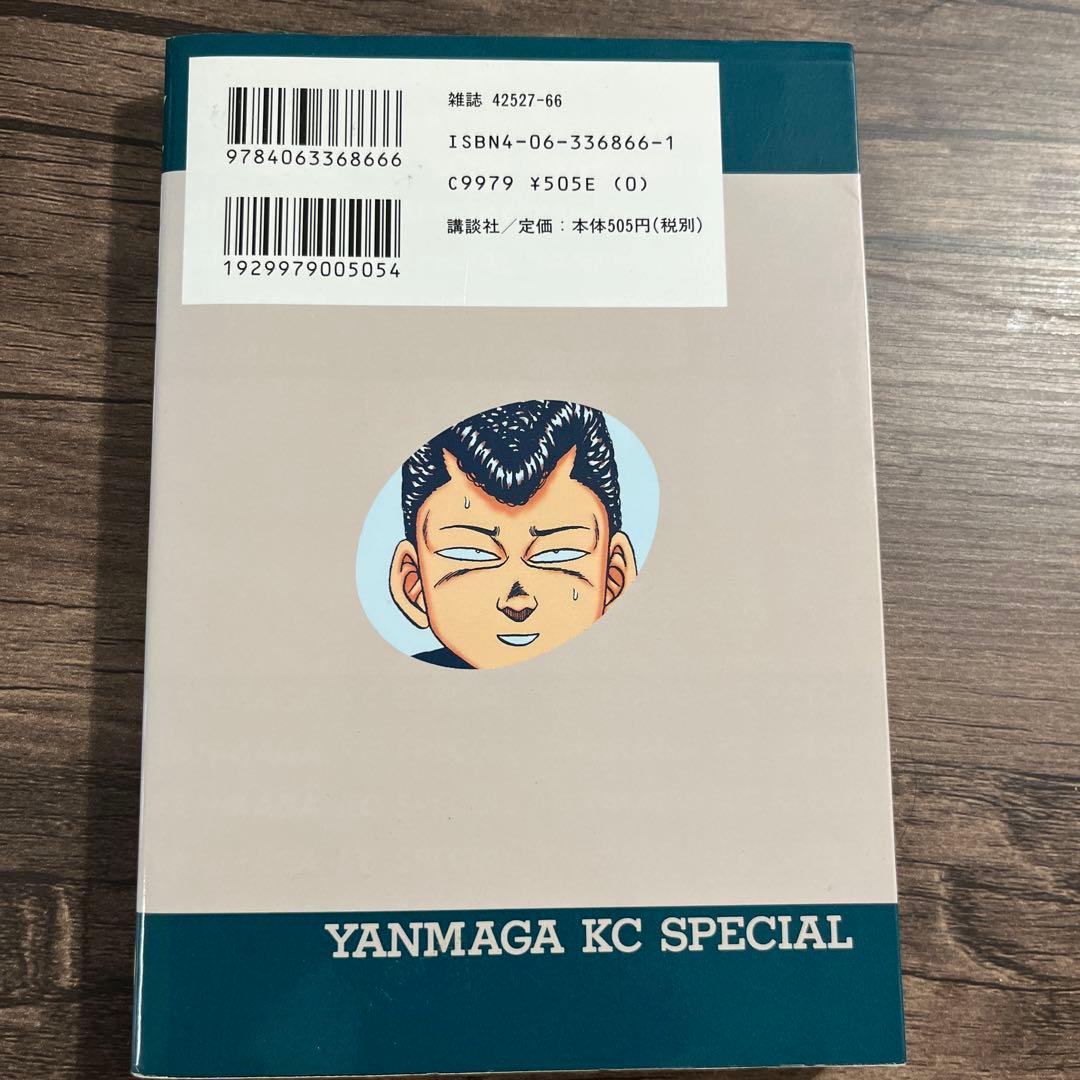 雑誌 42527-66
ISBN4-06-336866-1
9784063368666
C9979 ¥505E (0)
講談社／定価：本体505円(税別)
1929979005054
YANMAGA KC SPECIAL